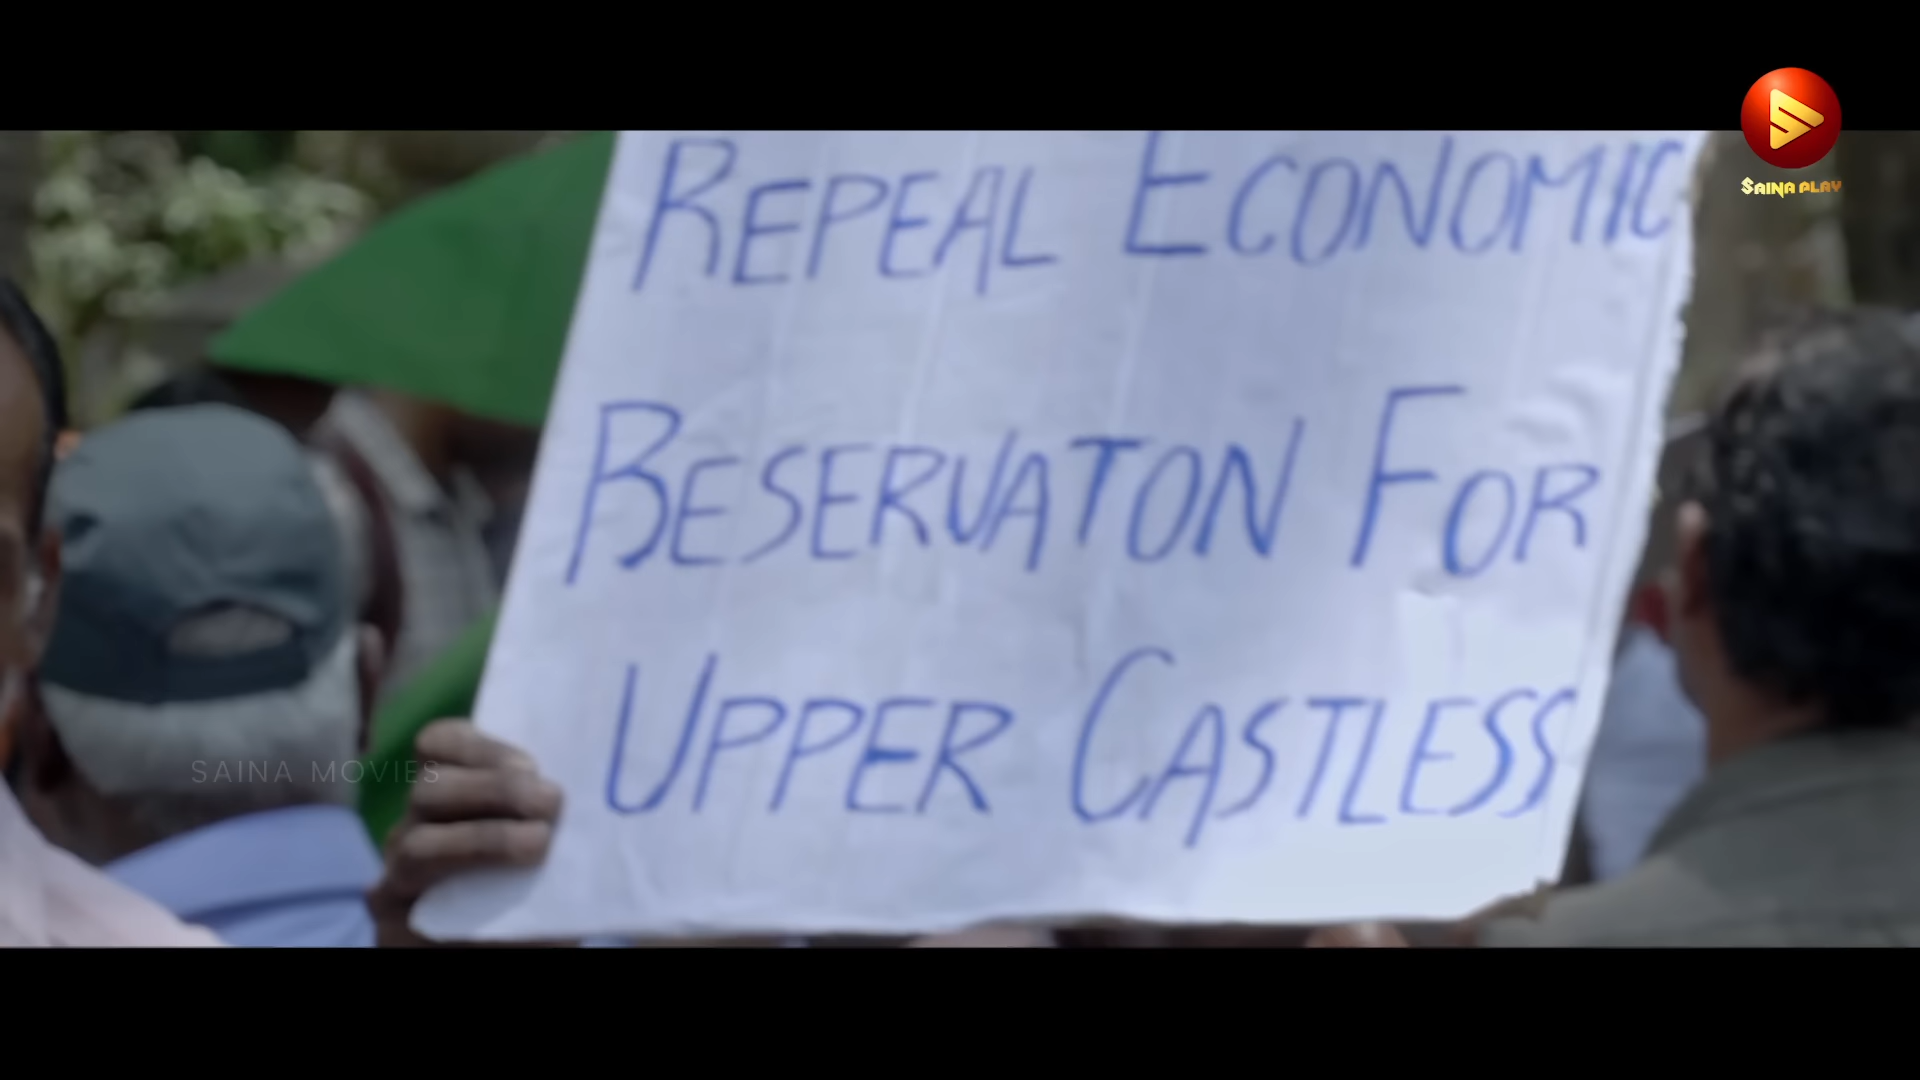 SAINA PLAY
REPEAL ECONOMIC
BESERVATON FOR
UPPER CASTLESS
SAINA MOVIES